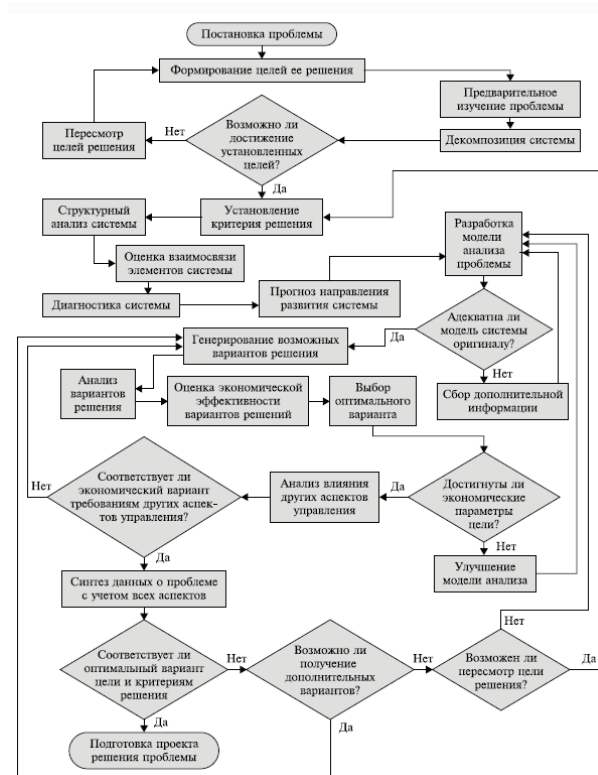 Постановка проблемы
Формирование целей ее решения
Предварительное
изучение проблемы
Декомпозиция системы
Возможно ли
достижение
установленных
целей?
Нет
Пересмотр
целей решения
Да
Установление
критерия решения
Структурный
анализ системы
Оценка взаимосвязи
элементов системы
Диагностика системы
Прогноз направления
развития системы
Разработка
модели
анализа
проблемы
Адекватна ли
модель системы
оригиналу?
Да
Нет
Сбор дополнительной
информации
Генерирование возможных
вариантов решения
Анализ
вариантов
решения
Оценка экономической
эффективности
вариантов решений
Выбор
оптимального
варианта
Достигнуты ли
экономические
параметры
цели?
Да
Нет
Улучшение
модели анализа
Анализ влияния
других аспектов
управления
Соответствует ли
экономический вариант
требованиям других аспек-
тов управления?
Нет
Да
Синтез данных о проблеме
с учетом всех аспектов
Соответствует ли
оптимальный вариант
цели и критериям
решения
Нет
Да
Возможно ли
получение
дополнительных
вариантов?
Нет
Да
Возможен ли
пересмотр цели
решения?
Нет
Да
Подготовка проекта
решения проблемы